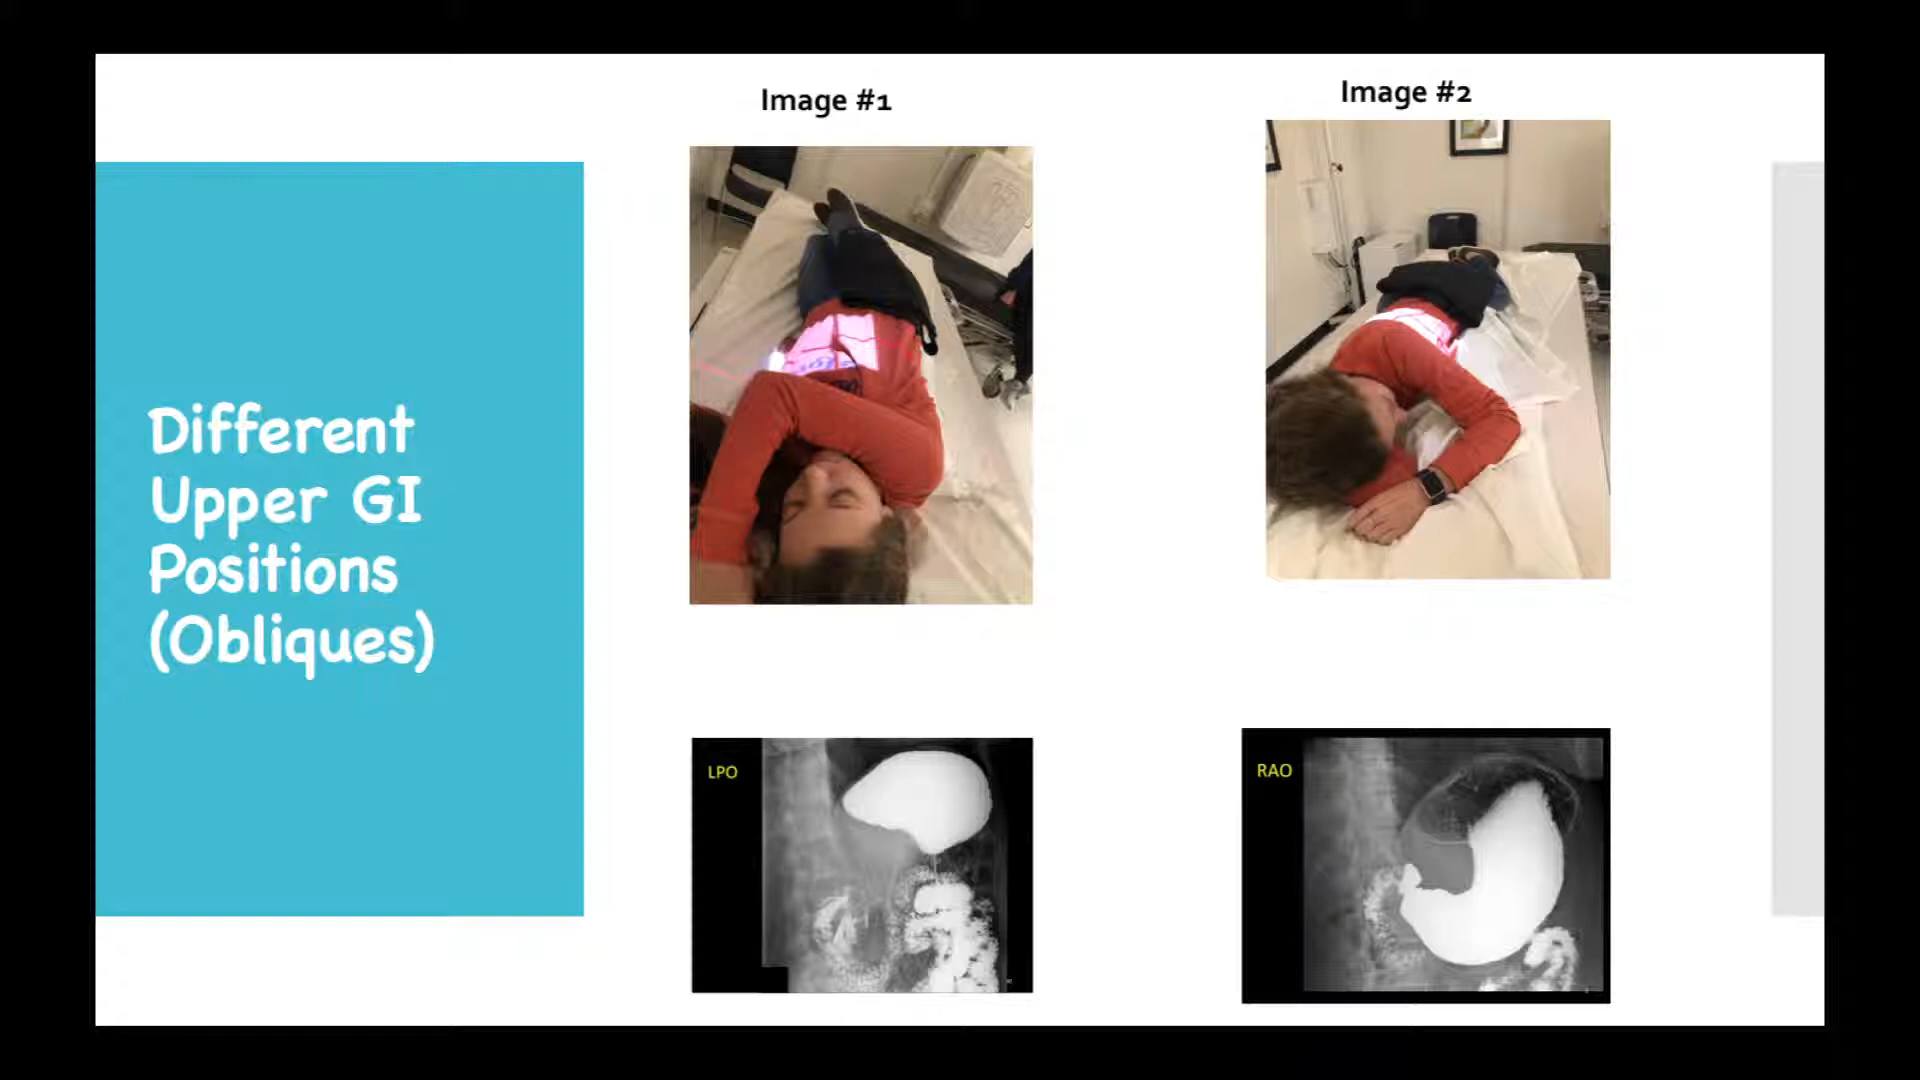 Image #1
Image #2
Different
Upper GI
Positions
(Obliques)
LPO
RAO